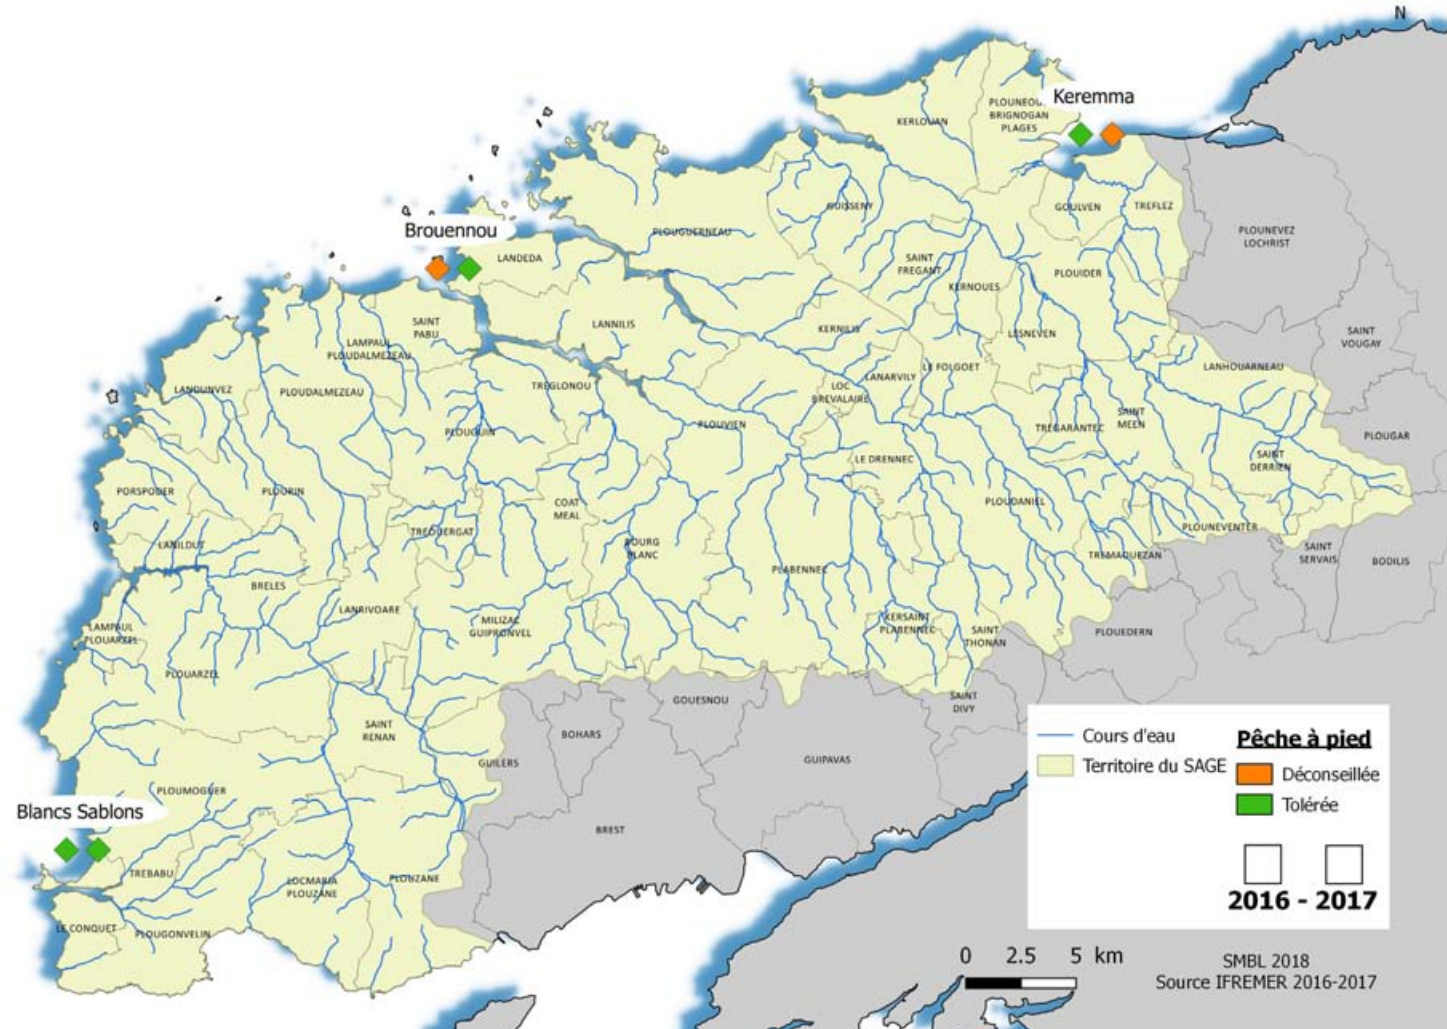 N
Keremma
PLOUNEOU
BRIGNOGAN
PLAGES
KERLOUAN
GUISSENY
GOULVEN
TREFLEZ
PLOUNEVEZ
LOCHRIST
Brouennou
PLOUGUERNEAU
LANDEDA
SAINT
FREGANT
KERNOUES
PLOUIDER
SAINT
PABU
LANNILIS
KERNILIS
LESNEVEN
SAINT
VOUGAY
LAMPAUL
PLOUDALMEZEAU
LANDUNVEZ
PLOUDALMEZEAU
TREGLONOU
LOC
BREVALAIRE
LANARVILY
LE FOLGOET
LANHOUARNEAU
PLOUGUIN
PLOUVIEN
TREGARANTEC
SAINT
MEEN
PLOUGAR
LE DRENNEC
SAINT
DERRIEN
PORSPODER
PLOURIN
COAT
MEAL
PLOUDANIEL
TREOUERGAT
PLOUNEVENTER
LANILDUT
BOURG
BLANC
TREMAOUEZAN
SAINT
SERVAIS
BODILIS
BRELES
PLABENNEC
LANRIVOARE
LAMPAUL
PLOUARZEL
MILIZAC
GUIPRONVEL
KERSAINT
PLABENNEC
SAINT
THONAN
PLOUEDERN
PLOUARZEL
SAINT
DIVY
GOUESNOU
SAINT
RENAN
BOHARS
GUILERS
GUIPAVAS
PLOUMOGUER
Blancs Sablons
BREST
TREBABU
LOCMARIA
PLOUZANE
PLOUZANE
LE CONQUET
PLOUGONVELIN
Cours d'eau
Territoire du SAGE
Pêche à pied
Déconseillée
Tolérée
2016 - 2017
0 2.5 5 km
SMBL 2018
Source IFREMER 2016-2017